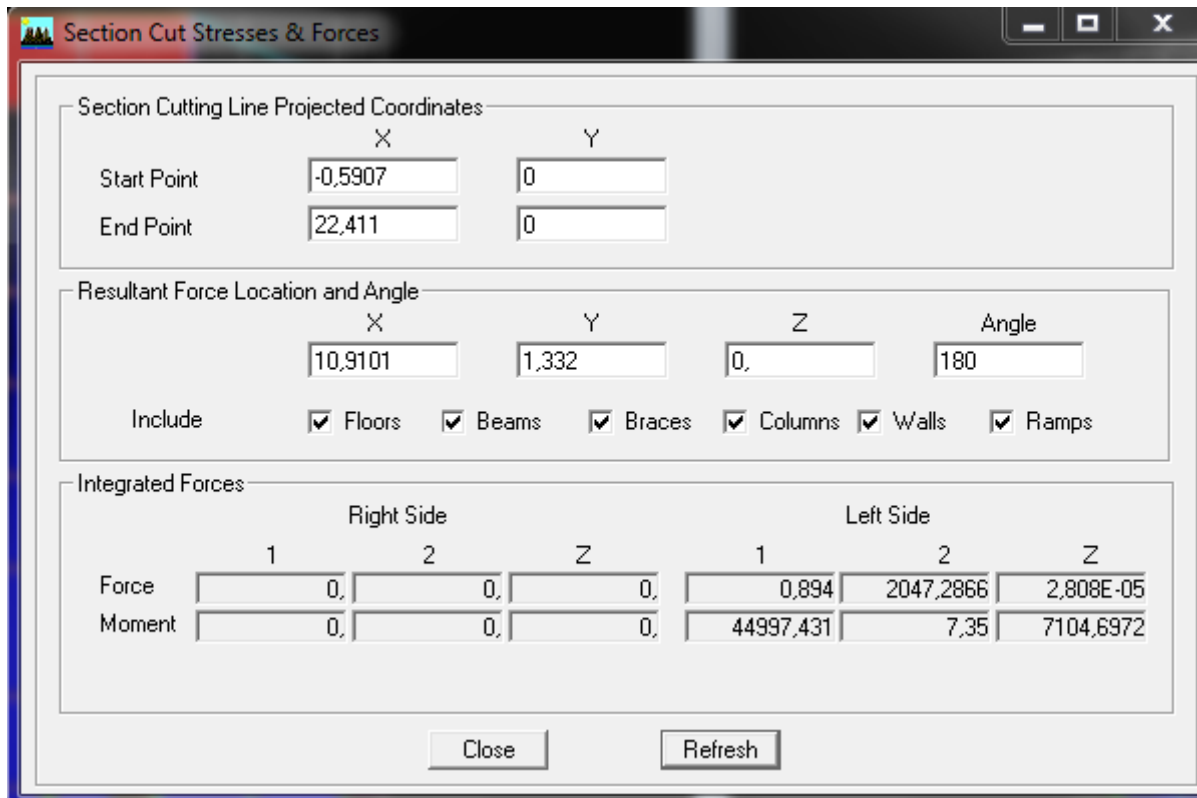 Section Cut Stresses & Forces
Section Cutting Line Projected Coordinates
X Y
Start Point -0,5907 0
End Point 22,411 0
Resultant Force Location and Angle
X Y Z Angle
10,9101 1,332 0, 180
Include Floors Beams Braces Columns Walls Ramps
Integrated Forces
Right Side Left Side
1 2 Z 1 2 Z
Force 0, 0, 0, 0,894 2047,2866 2,808E-05
Moment 0, 0, 0, 44997,431 7,35 7104,6972
Close Refresh